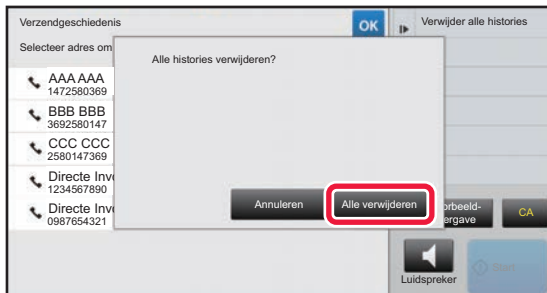 Verzendgeschiedenis
OK
Verwijder alle histories
Selecteer adres om
Alle histories verwijderen?
AAA AAA
1472580369
BBB BBB
3692580147
CCC CCC
2580147369
Directe Inv
1234567890
Directe Inv
0987654321
Annuleren
Alle verwijderen
orbeeld-
ergave
CA
Luidspreker
Start